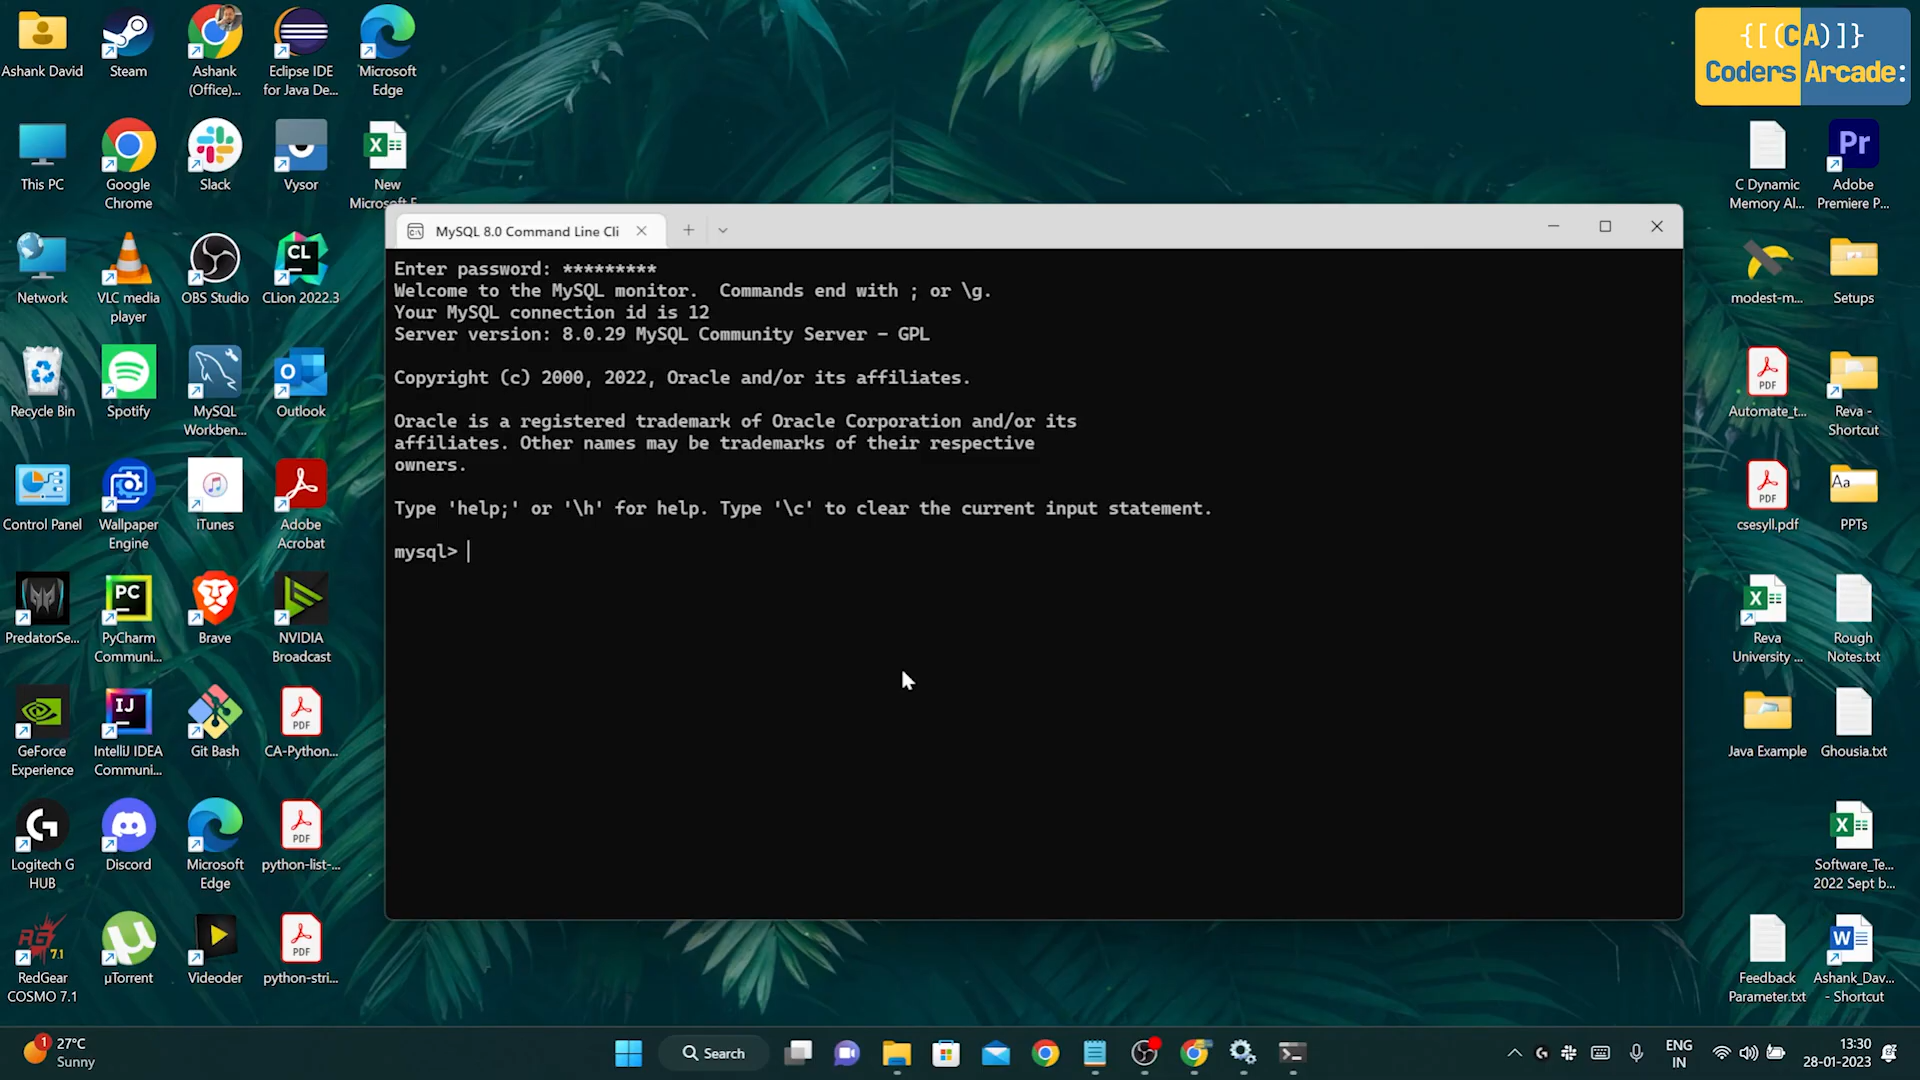 Ashank David
Steam
Ashank
(Office)...
Eclipse IDE
for Java De...
Microsoft
Edge
This PC
Google
Chrome
Slack
Vysor
New
Network
VLC media
player
OBS Studio
CLion 2022.3
Recycle Bin
Spotify
MySQL
Workben...
Outlook
Control Panel
Wallpaper
Engine
iTunes
Adobe
Acrobat
PredatorSe...
PyCharm
Communi...
Brave
NVIDIA
Broadcast
GeForce
Experience
IntelliJ IDEA
Communi...
Git Bash
CA-Python...
Logitech G
HUB
Discord
Microsoft
Edge
python-list-...
RedGear
COSMO 7.1
µTorrent
Videoder
python-stri...
MySQL 8.0 Command Line Cli
Enter password: *********
Welcome to the MySQL monitor.  Commands end with ; or \g.
Your MySQL connection id is 12
Server version: 8.0.29 MySQL Community Server - GPL
Copyright (c) 2000, 2022, Oracle and/or its affiliates.
Oracle is a registered trademark of Oracle Corporation and/or its
affiliates. Other names may be trademarks of their respective
owners.
Type 'help;' or '\h' for help. Type '\c' to clear the current input statement.
mysql>
{[(CA)]}
Coders Arcade:
C Dynamic
Memory Al...
Pr
Adobe
Premiere P...
modest-m...
Setups
PDF
Automate_t...
Reva -
Shortcut
PDF
csesyll.pdf
Aa
PPTs
Reva
University ...
Rough
Notes.txt
Java Example
Ghousia.txt
Software_Te...
2022 Sept b...
Feedback
Parameter.txt
Ashank_Dav...
- Shortcut
1
27°C
Sunny
Search
ENG
IN
13:30
28-01-2023